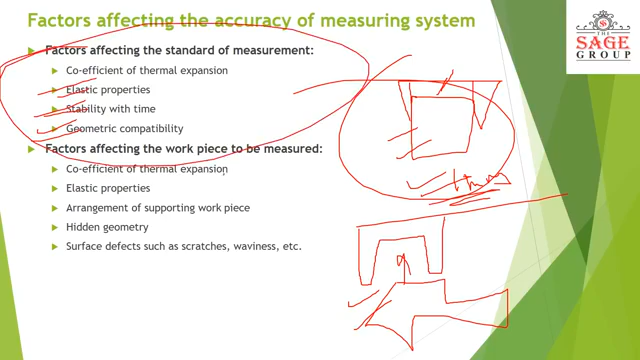 Factors affecting the accuracy of measuring system
Factors affecting the standard of measurement:
Co-efficient of thermal expansion
Elastic properties
Stability with time
Geometric compatibility
Factors affecting the work piece to be measured:
Co-efficient of thermal expansion
Elastic properties
Arrangement of supporting work piece
Hidden geometry
Surface defects such as scratches, waviness, etc.
THE
SAGE
GROUP